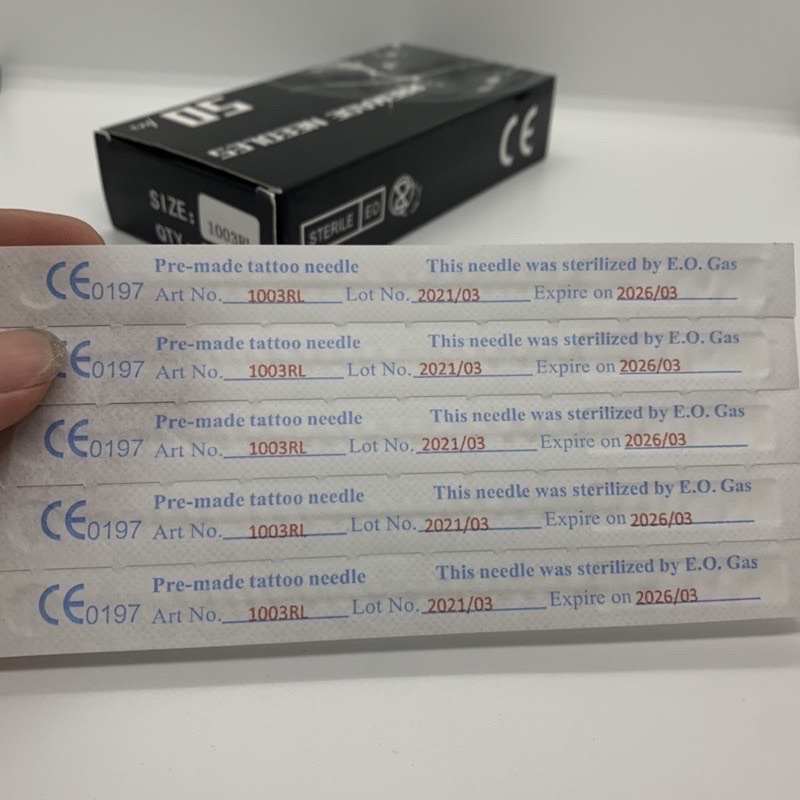 50
PRE-MADE NEEDLES
SIZE: 1003RL
QTY
STERILE EO
CE
CE0197 Pre-made tattoo needle This needle was sterilized by E.O. Gas
Art No. 1003RL Lot No. 2021/03 Expire on 2026/03
CE0197 Pre-made tattoo needle This needle was sterilized by E.O. Gas
Art No. 1003RL Lot No. 2021/03 Expire on 2026/03
CE0197 Pre-made tattoo needle This needle was sterilized by E.O. Gas
Art No. 1003RL Lot No. 2021/03 Expire on 2026/03
CE0197 Pre-made tattoo needle This needle was sterilized by E.O. Gas
Art No. 1003RL Lot No. 2021/03 Expire on 2026/03
CE0197 Pre-made tattoo needle This needle was sterilized by E.O. Gas
Art No. 1003RL Lot No. 2021/03 Expire on 2026/03